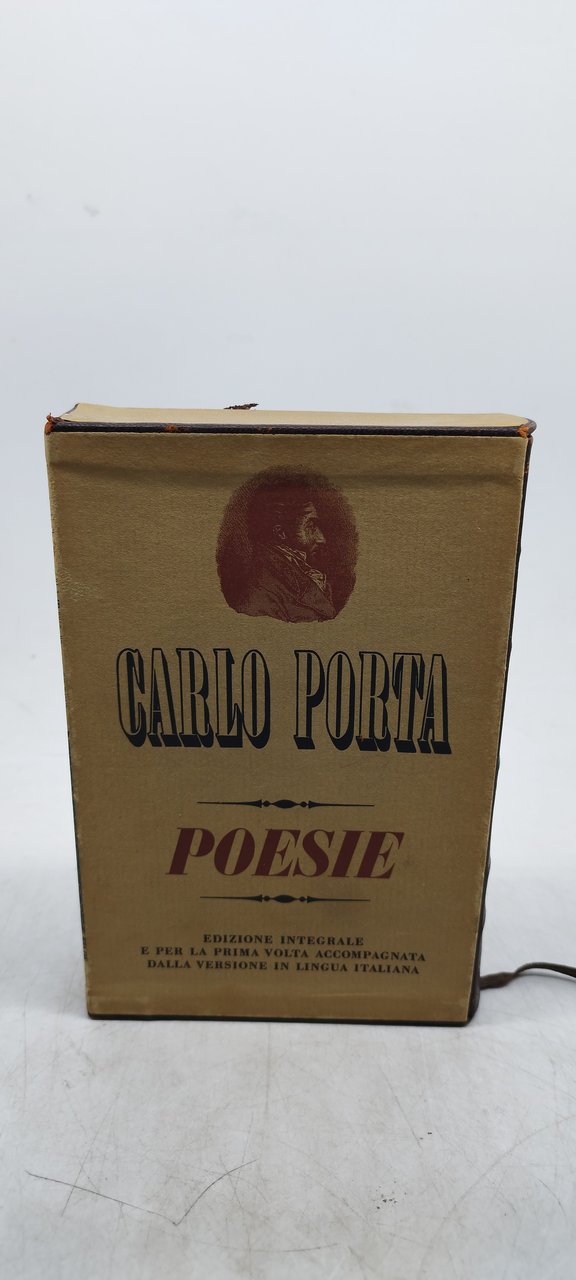 CARLO PORTA
POESIE
EDIZIONE INTEGRALE
E PER LA PRIMA VOLTA ACCOMPAGNATA
DALLA VERSIONE IN LINGUA ITALIANA